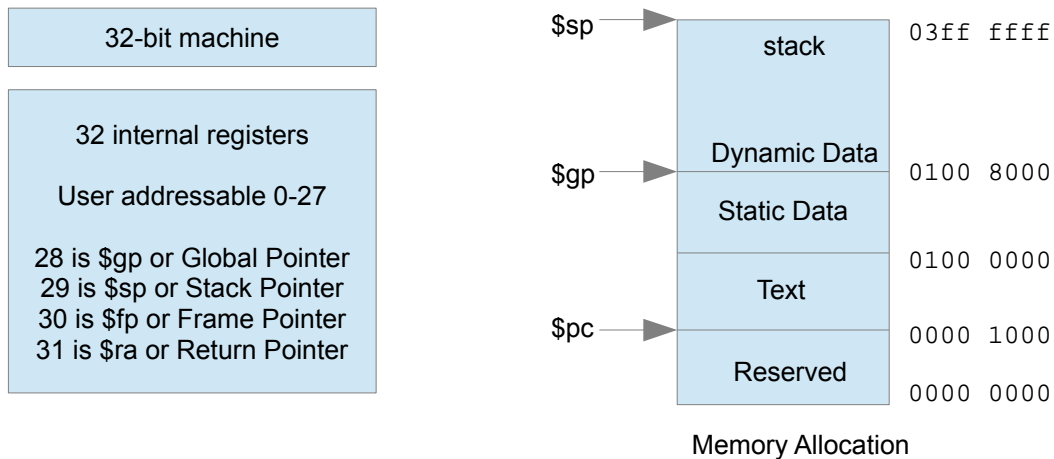 32-bit machine
32 internal registers
User addressable 0-27
28 is $gp or Global Pointer
29 is $sp or Stack Pointer
30 is $fp or Frame Pointer
31 is $ra or Return Pointer
$sp
stack
03ff ffff
Dynamic Data
$gp
0100 8000
Static Data
0100 0000
Text
$pc
0000 1000
Reserved
0000 0000
Memory Allocation